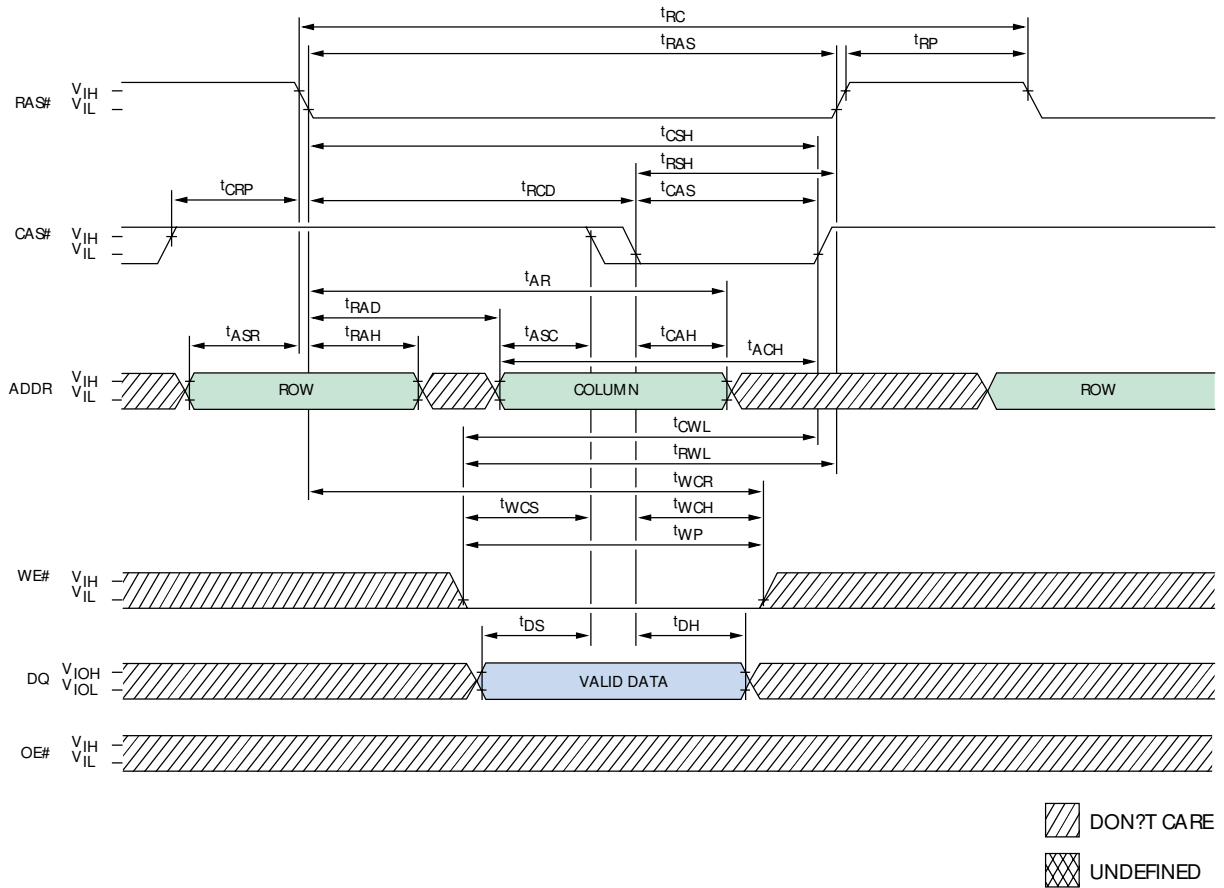 tRC
tRAS
tRP
RAS#
VIH
VIL
tCSH
tRSH
tCRP
tRCD
tCAS
CAS#
VIH
VIL
tAR
tRAD
tASR
tRAH
tASC
tCAH
tACH
ADDR
VIH
VIL
ROW
COLUMN
ROW
tCWL
tRWL
tWCR
tWCS
tWCH
tWP
WE#
VIH
VIL
tDS
tDH
DQ
VIOH
VIOL
VALID DATA
OE#
VIH
VIL
DON?T CARE
UNDEFINED